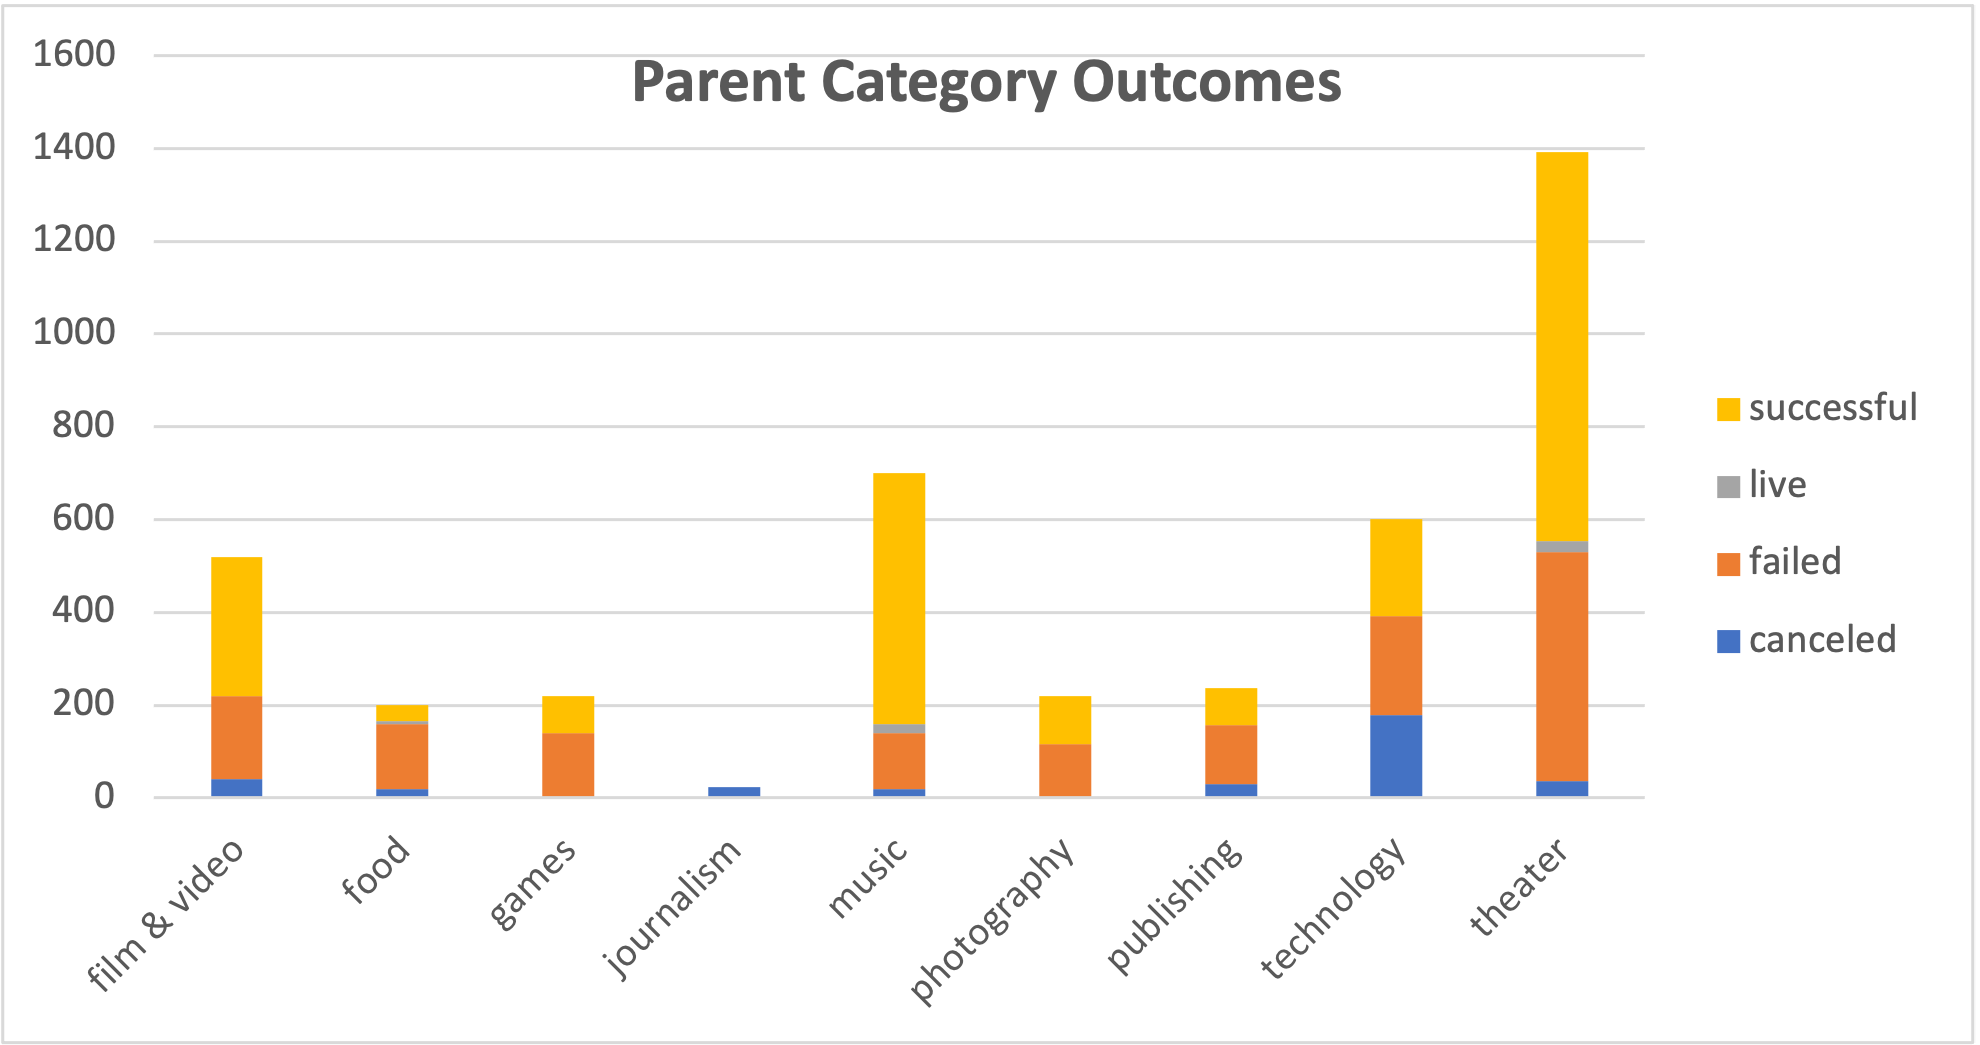 Parent Category Outcomes
1600
1400
1200
1000
800
600
400
200
0
film & video
food
games
journalism
music
photography
publishing
technology
theater
successful
live
failed
canceled